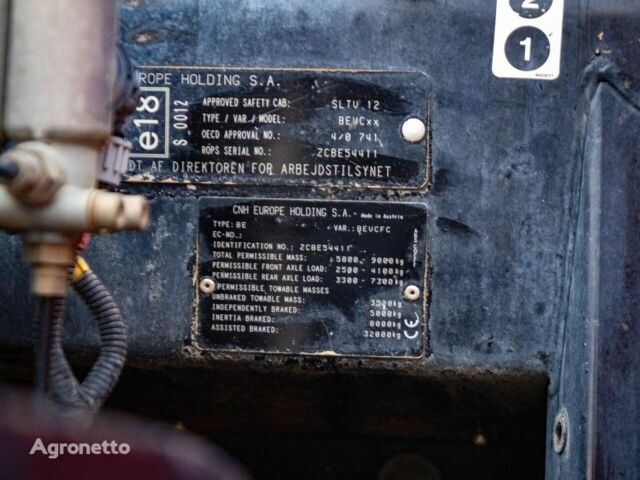 2
1
UROPE HOLDING S.A.
e18
S 0012
APPROVED SAFETY CAB: SLTV 12
TYPE / VAR / MODEL: BEVCxx
OECD APPROVAL NO.: 4/0 741
ROPS SERIAL NO.: ZCBE54411
DT AF DIREKTOREN FOR ARBEJDSTILSYNET
CNH EUROPE HOLDING S.A.- Made in Austria
TYPE: BE VAR.: BEVCFC
EC-NO.:
IDENTIFICATION NO.: ZCBE54411
TOTAL PERMISSIBLE MASS: 5800- 9000kg
PERMISSIBLE FRONT AXLE LOAD: 2500 - 4100kg
PERMISSIBLE REAR AXLE LOAD: 3300 - 7300kg
PERMISSIBLE TOWABLE MASSES
UNBRAKED TOWABLE MASS: 3500kg
INDEPENDENTLY BRAKED: 5000kg
INERTIA BRAKED: 8000kg
ASSISTED BRAKED: 32000kg
CE
Agronetto